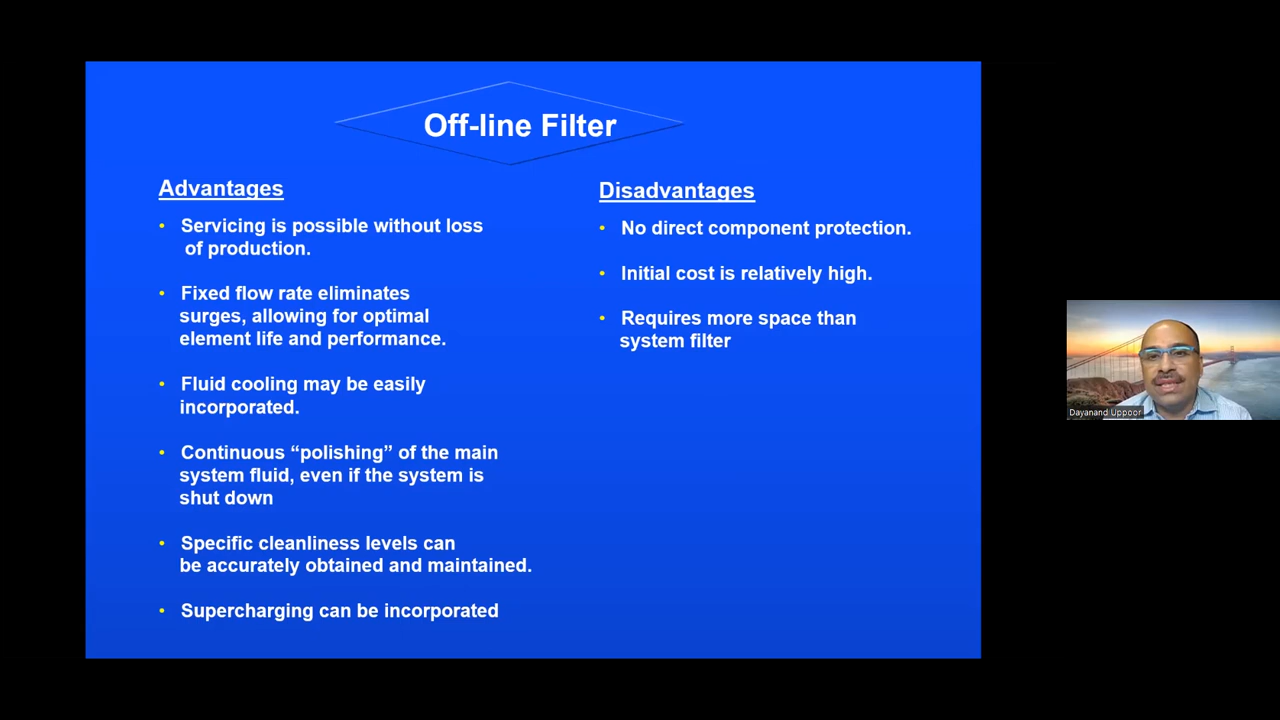 Off-line Filter
Advantages
• Servicing is possible without loss
of production.
• Fixed flow rate eliminates
surges, allowing for optimal
element life and performance.
• Fluid cooling may be easily
incorporated.
• Continuous “polishing” of the main
system fluid, even if the system is
shut down
• Specific cleanliness levels can
be accurately obtained and maintained.
• Supercharging can be incorporated
Disadvantages
• No direct component protection.
• Initial cost is relatively high.
• Requires more space than
system filter
Dayanand Uppoor